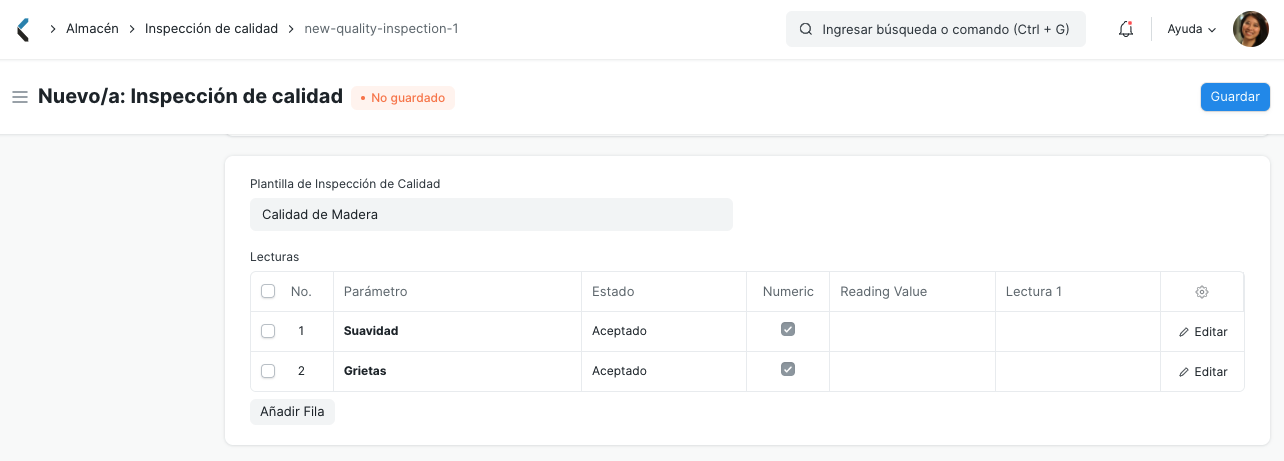 Almacén Inspección de calidad new-quality-inspection-1 Ingresar búsqueda o comando (Ctrl + G) Ayuda
Nuevo/a: Inspección de calidad No guardado Guardar
Plantilla de Inspección de Calidad
Calidad de Madera
Lecturas
No. Parámetro Estado Numeric Reading Value Lectura 1
1 Suavidad Aceptado Editar
2 Grietas Aceptado Editar
Añadir Fila